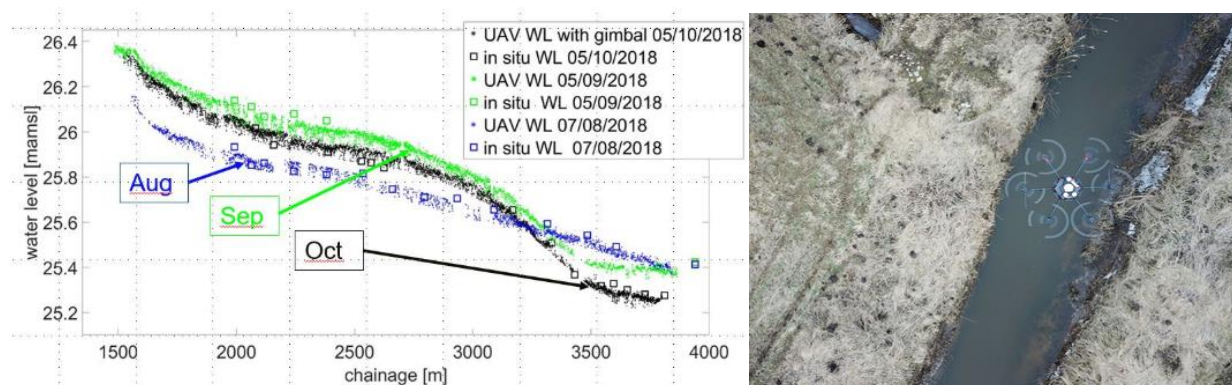 26.4
26.2
26
25.8
25.6
25.4
25.2
water level [mamsl]
1500
2000
2500
3000
3500
4000
chainage [m]
UAV WL with gimbal 05/10/2018
in situ WL 05/10/2018
UAV WL 05/09/2018
in situ WL 05/09/2018
UAV WL 07/08/2018
in situ WL 07/08/2018
Aug
Sep
Oct